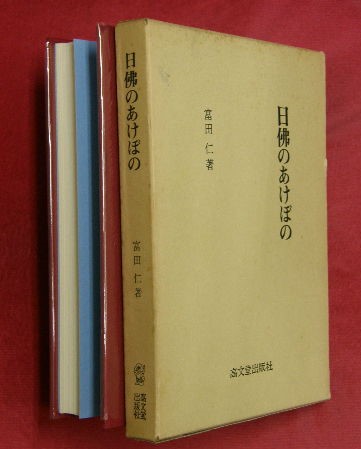 日佛のあけぼの
富田仁著
高文堂出版社
日佛のあけぼの
富田仁著
高文堂
出版社